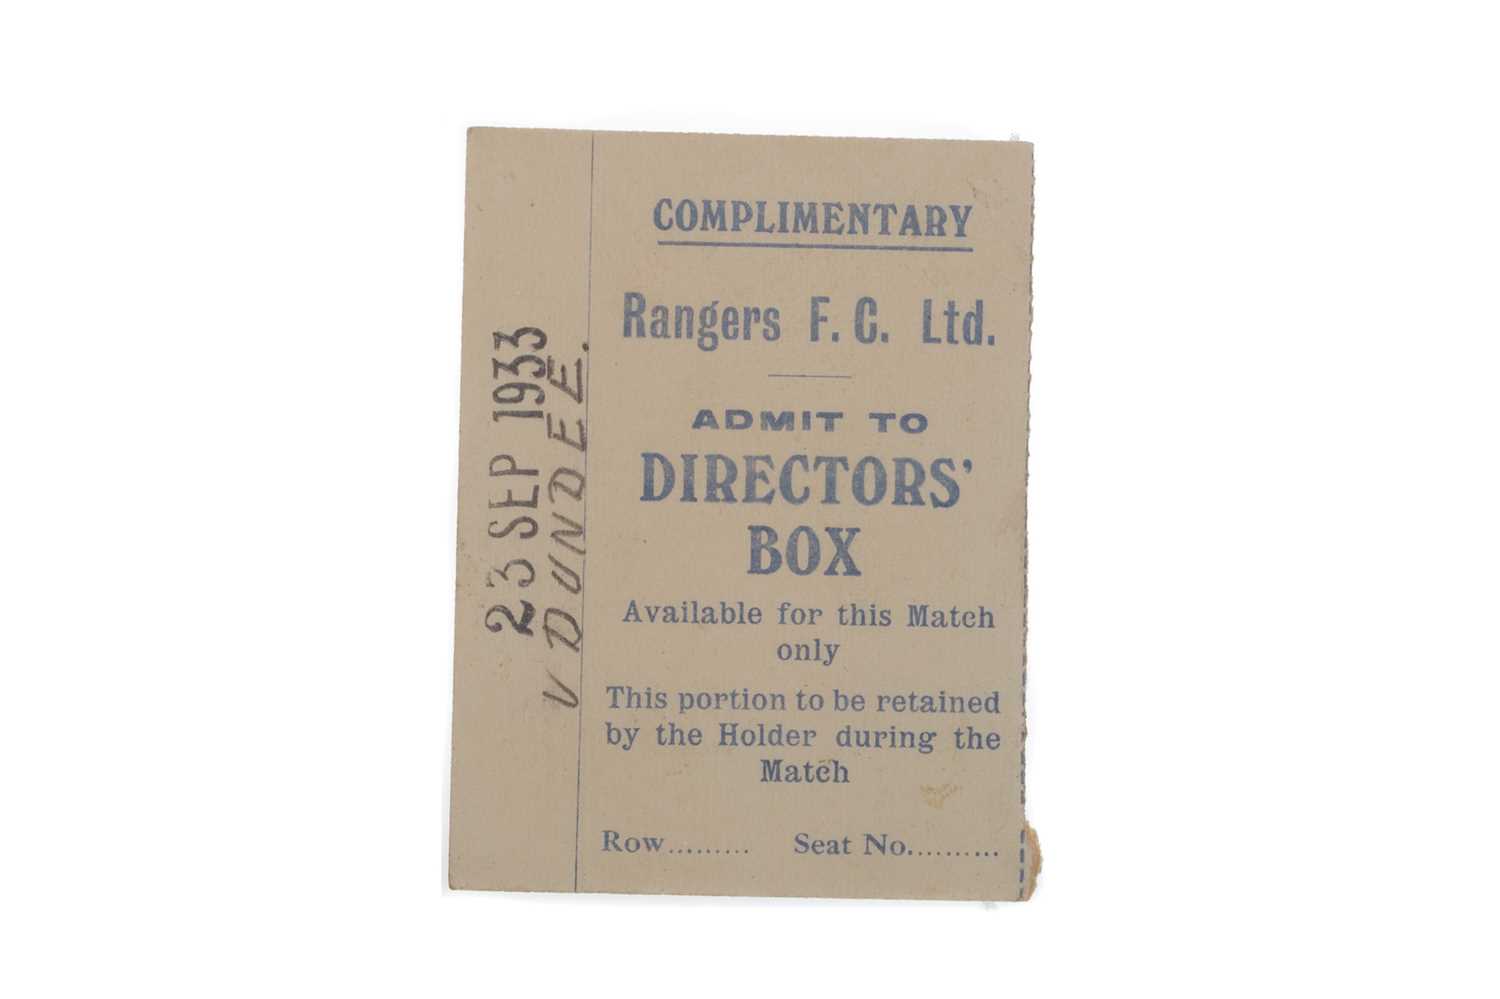 23 SEP 1933
V DUNDEE.
COMPLIMENTARY
Rangers F. C. Ltd.
ADMIT TO
DIRECTORS'
BOX
Available for this Match
only
This portion to be retained
by the Holder during the
Match
Row......... Seat No..........